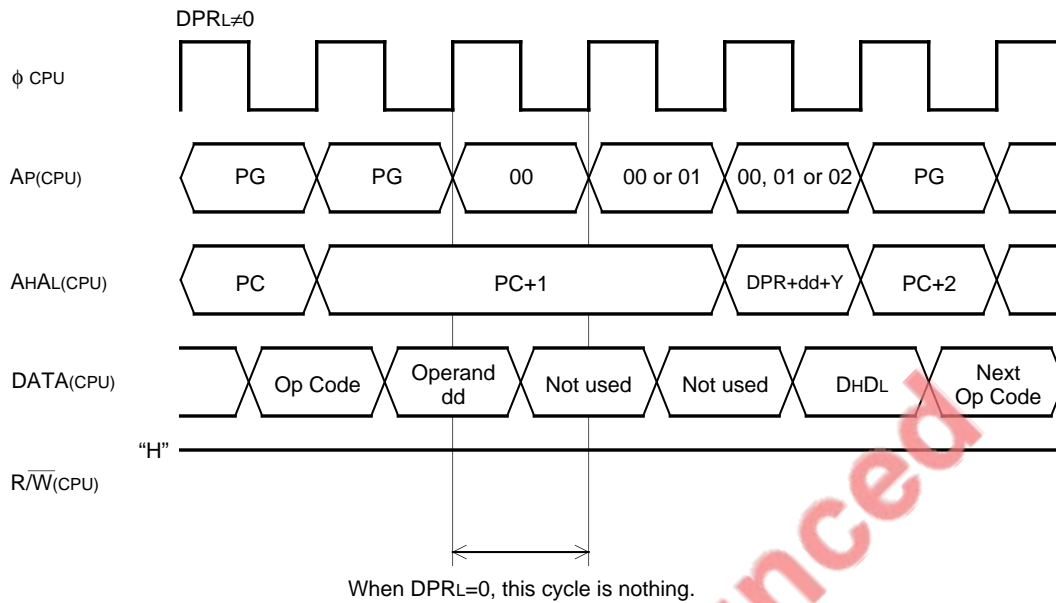 DPRL≠0
ϕ CPU
AP(CPU) PG PG 00 00 or 01 00, 01 or 02 PG
AHAL(CPU) PC PC+1 DPR+dd+Y PC+2
DATA(CPU) Op Code Operand dd Not used Not used DHDL Next Op Code
“H”
R/W̅(CPU)
When DPRL=0, this cycle is nothing.